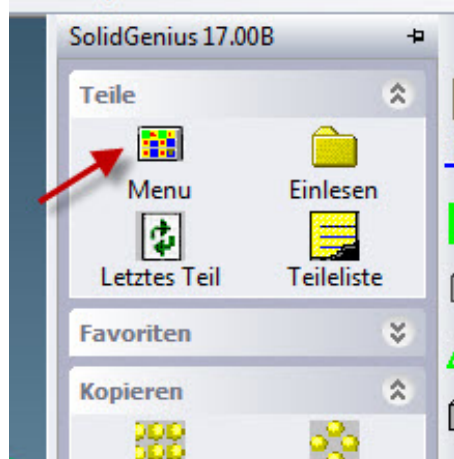 SolidGenius 17.00B
Teile
Menu Einlesen
Letztes Teil Teileliste
Favoriten
Kopieren